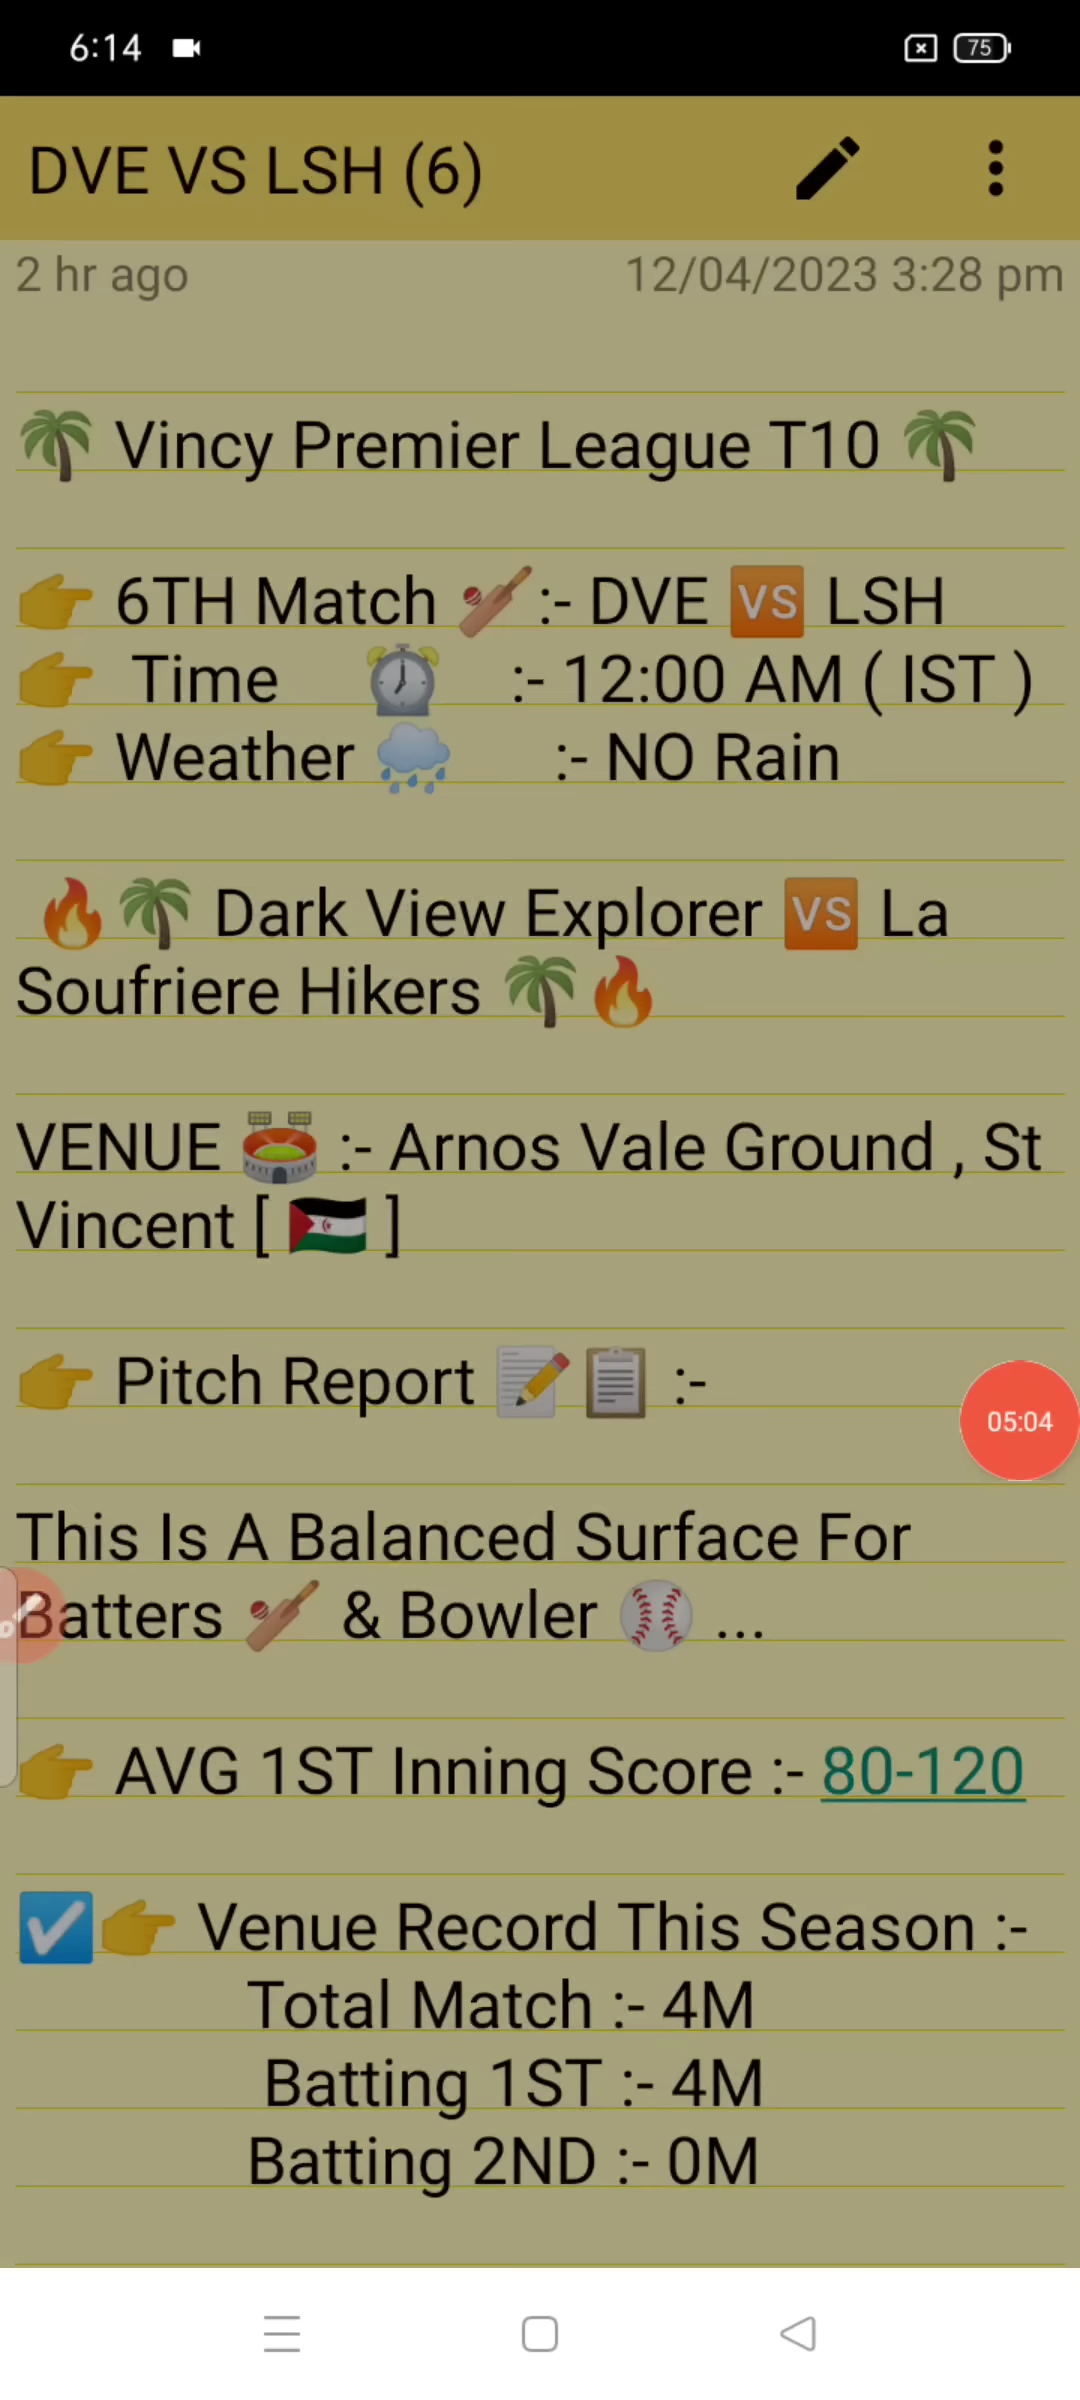 6:14
75
DVE VS LSH (6)
2 hr ago 12/04/2023 3:28 pm
🌴 Vincy Premier League T10 🌴
👉 6TH Match 🏏 :- DVE 🆚 LSH
👉 Time ⏰ :- 12:00 AM ( IST )
👉 Weather 🌧️ :- NO Rain
🔥🌴 Dark View Explorer 🆚 La
Soufriere Hikers 🌴🔥
VENUE 🏟️ :- Arnos Vale Ground , St
Vincent [ 🇪🇭 ]
👉 Pitch Report 📝📋 :-
05:04
This Is A Balanced Surface For
Batters 🏏 & Bowler ⚾ ...
👉 AVG 1ST Inning Score :- 80-120
☑️👉 Venue Record This Season :-
Total Match :- 4M
Batting 1ST :- 4M
Batting 2ND :- 0M